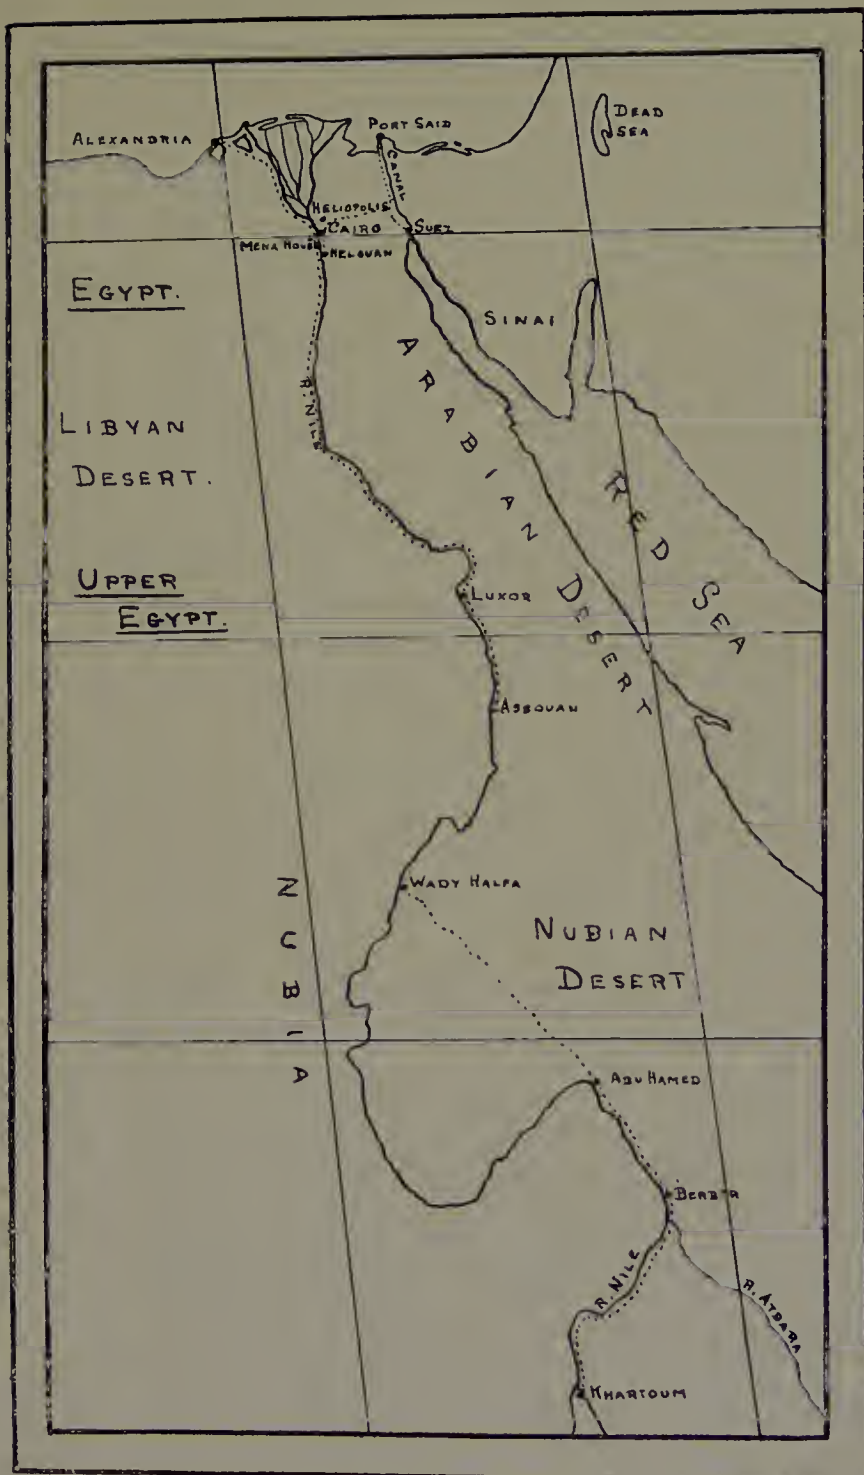 ALEXANDRIA
PORT SAID
DEAD
SEA
CANAL
HELIOPOLIS
CAIRO
SUEZ
MENA HOUSE
HELOUAN
EGYPT.
SINAI
ARABIAN DESERT
R. NILE
LIBYAN
DESERT.
RED SEA
UPPER
EGYPT.
LUXOR
ASSOUAN
WADY HALFA
NUBIA
NUBIAN
DESERT
ABU HAMED
BERBER
R. NILE
R. ATBARA
KHARTOUM